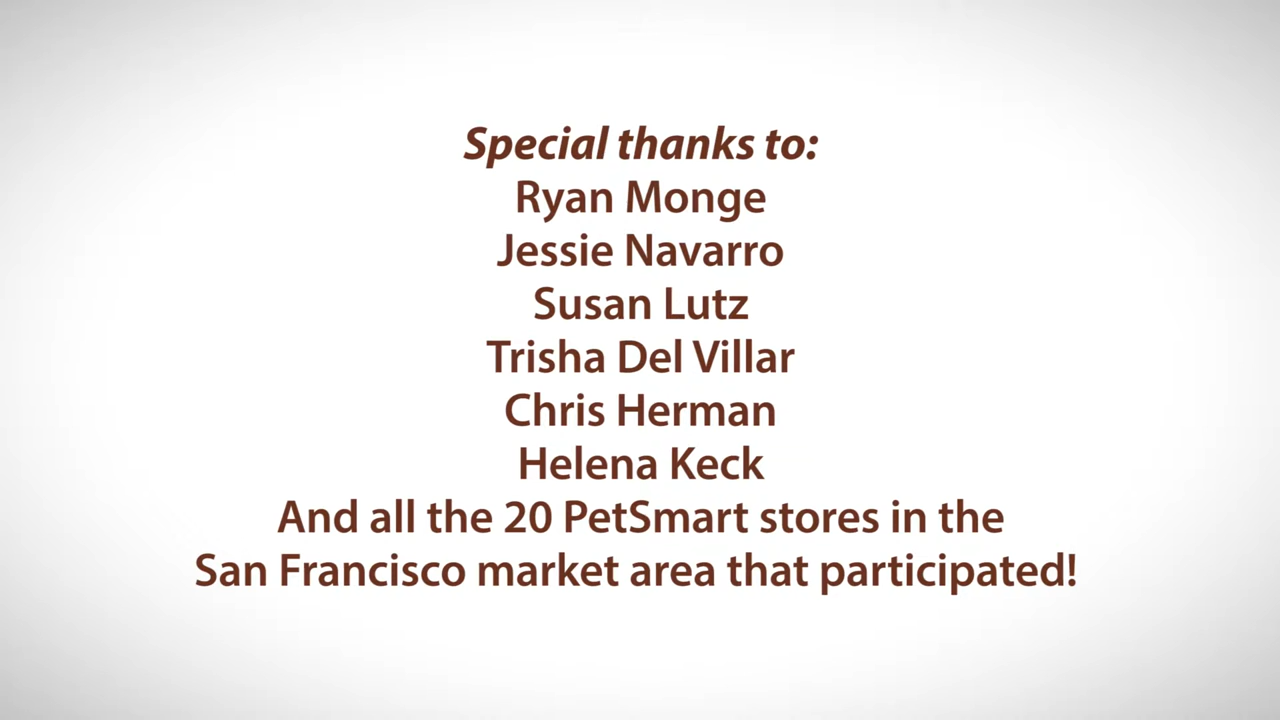 Special thanks to:
Ryan Monge
Jessie Navarro
Susan Lutz
Trisha Del Villar
Chris Herman
Helena Keck
And all the 20 PetSmart stores in the
San Francisco market area that participated!